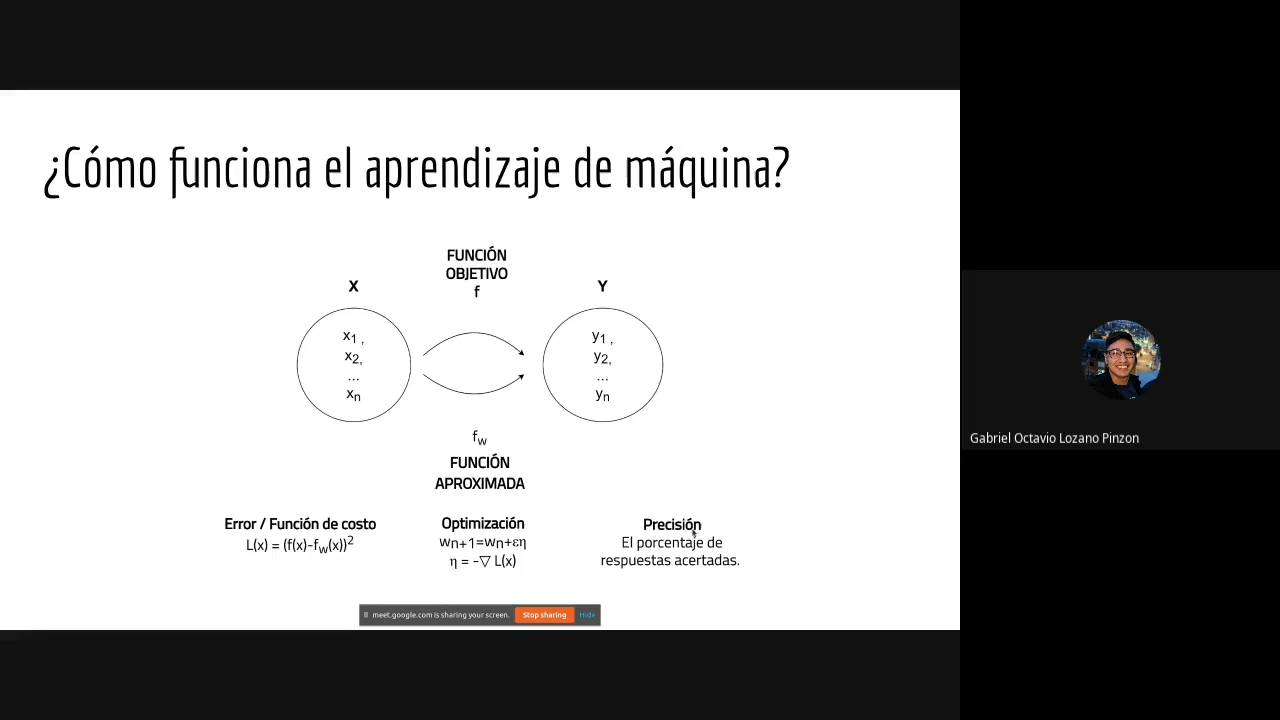 ¿Cómo funciona el aprendizaje de máquina?
FUNCIÓN
OBJETIVO
f
X
Y
x1 ,
x2,
...
xn
y1 ,
y2,
...
yn
fw
FUNCIÓN
APROXIMADA
Error / Función de costo
L(x) = (f(x)-fw(x))2
Optimización
wn+1=wn+εη
η = -▽ L(x)
Precisión
El porcentaje de
respuestas acertadas.
meet.google.com is sharing your screen. Stop sharing Hide
Gabriel Octavio Lozano Pinzon